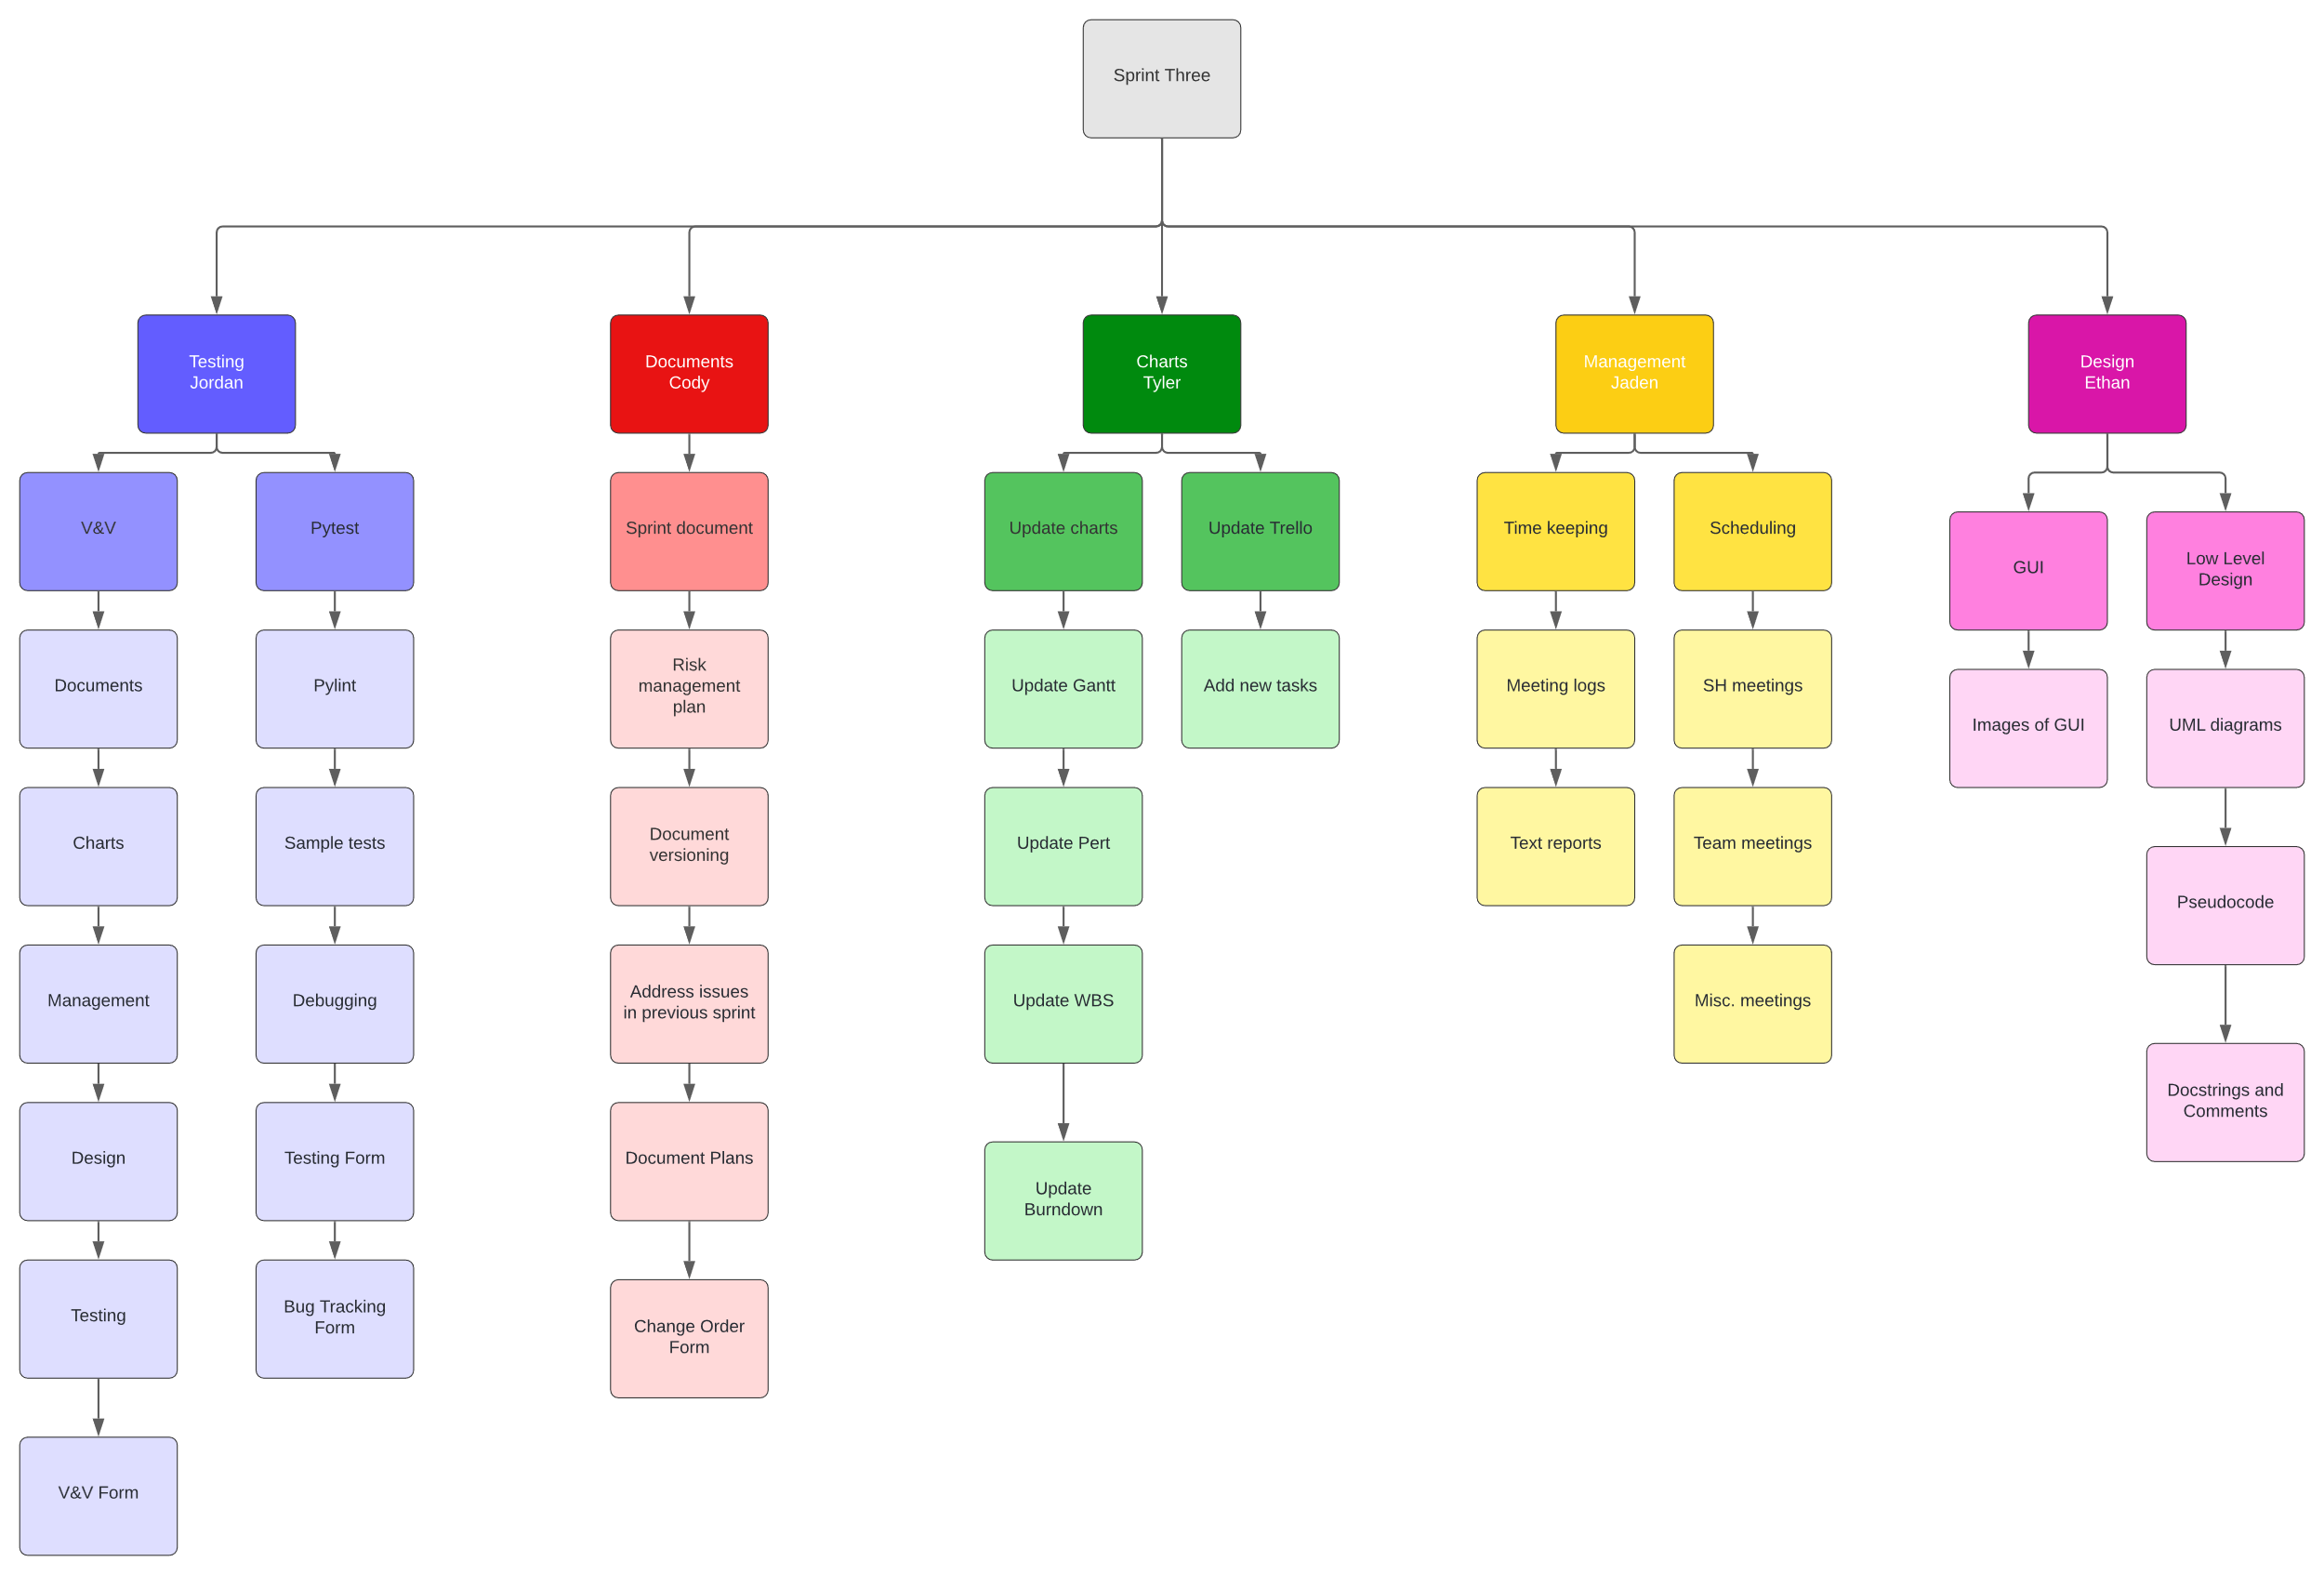 Sprint Three
Testing
Jordan
Documents
Cody
Charts
Tyler
Management
Jaden
Design
Ethan
V&V
Pytest
Sprint document
Update charts
Update Trello
Time keeping
Scheduling
GUI
Low Level
Design
Documents
Pylint
Risk
management
plan
Update Gantt
Add new tasks
Meeting logs
SH meetings
Images of GUI
UML diagrams
Charts
Sample tests
Document
versioning
Update Pert
Text reports
Team meetings
Pseudocode
Management
Debugging
Address issues
in previous sprint
Update WBS
Misc. meetings
Docstrings and
Comments
Design
Testing Form
Document Plans
Update
Burndown
Testing
Bug Tracking
Form
Change Order
Form
V&V Form